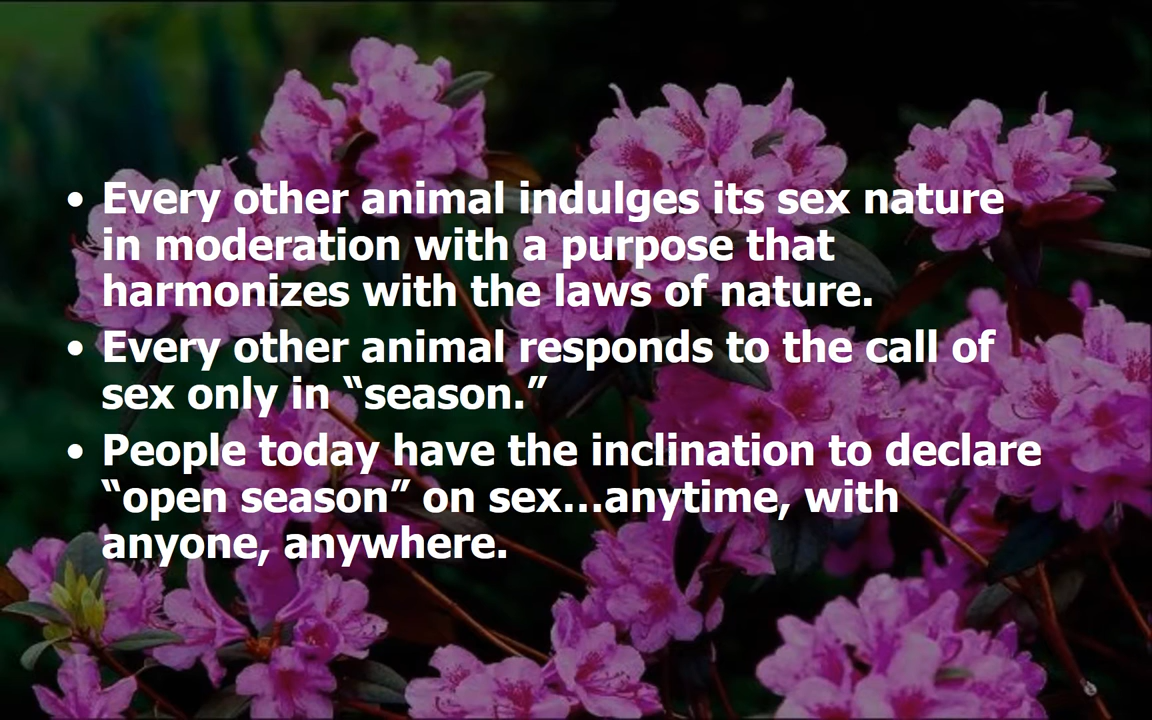 • Every other animal indulges its sex nature
in moderation with a purpose that
harmonizes with the laws of nature.
• Every other animal responds to the call of
sex only in “season.”
• People today have the inclination to declare
“open season” on sex…anytime, with
anyone, anywhere.